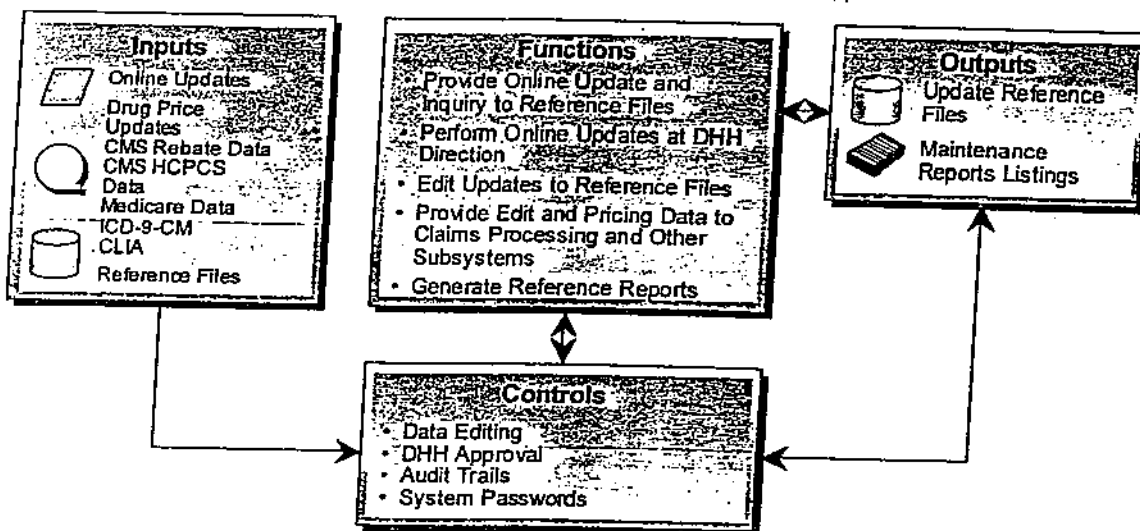 Inputs
Online Updates
Drug Price
Updates
CMS Rebate Data
CMS HCPCS
Data
Medicare Data
ICD-9-CM
CLIA
Reference Files
Functions
• Provide Online Update and
Inquiry to Reference Files
• Perform Online Updates at DHH
Direction
• Edit Updates to Reference Files
• Provide Edit and Pricing Data to
Claims Processing and Other
Subsystems
• Generate Reference Reports
Outputs
Update Reference
Files
Maintenance
Reports Listings
Controls
• Data Editing
• DHH Approval
• Audit Trails
• System Passwords